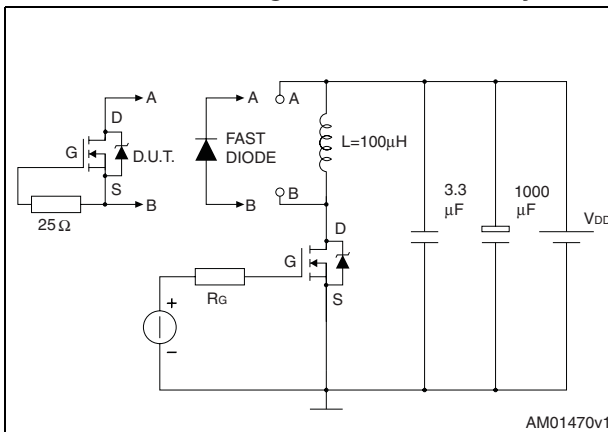 A
A
A
D
FAST
DIODE
L=100μH
G
D.U.T.
S
B
B
B
25 Ω
3.3
μF
1000
μF
VDD
D
G
S
RG
+
−
AM01470v1